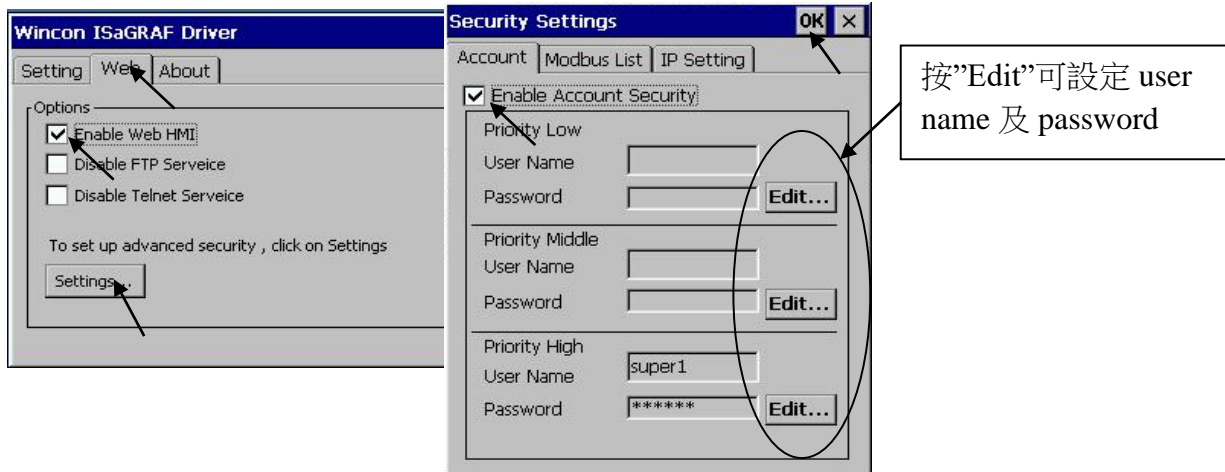 Wincon ISaGRAF Driver
Setting Web About
Options
Enable Web HMI
Disable FTP Serveice
Disable Telnet Serveice
To set up advanced security , click on Settings
Settings...
Security Settings OK ×
Account Modbus List IP Setting
Enable Account Security
Priority Low
User Name
Password Edit...
Priority Middle
User Name
Password Edit...
Priority High
User Name super1
Password ****** Edit...
按”Edit”可設定 user
name 及 password